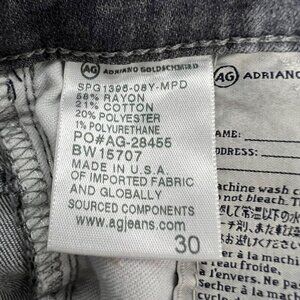 AG ADRIANO GOLDSCHMIED
SPG1396-08Y-MPD
58% RAYON
21% COTTON
20% POLYESTER
1% POLYURETHANE
PO#AG-28455
BW15707
MADE IN U.S.A.
OF IMPORTED FABRIC
AND GLOBALLY
SOURCED COMPONENTS
www.agjeans.com
30
AG ADRIANO
NAME:
ADDRESS:
machine wash c
not bleach. T
à l'eau froide.
à l'envers. Ne